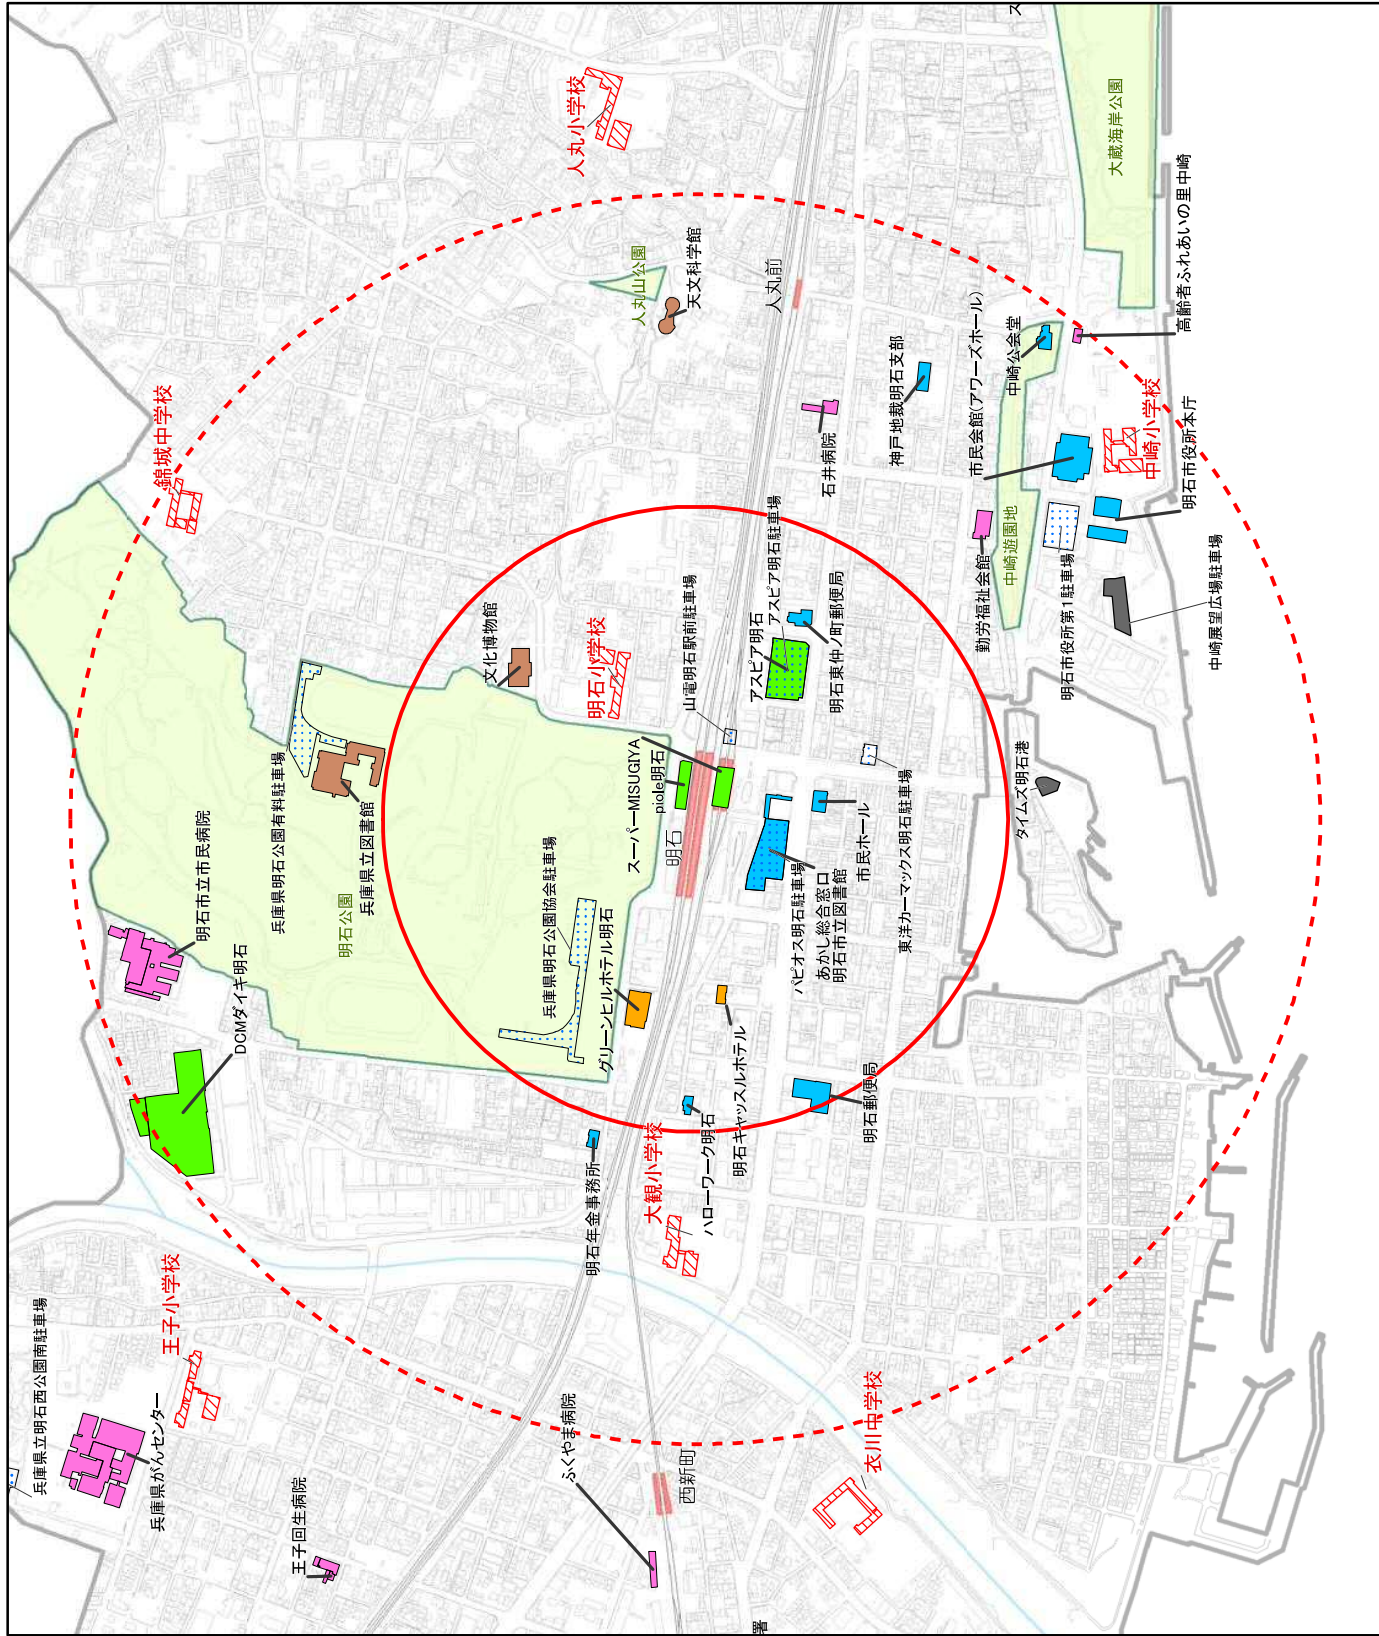 兵庫県立明石西公園南駐車場
兵庫県がんセンター
王子小学校
王子回生病院
ふくやま病院
西新町
衣川中学校
署
DCMダイキ明石
明石市立市民病院
明石年金事務所
大観小学校
ハローワーク明石
明石キャッスルホテル
明石郵便局
兵庫県明石公園有料駐車場
明石公園
兵庫県立図書館
兵庫県明石公園協会駐車場
グリーンヒルホテル明石
スーパーMISUGIYA
piole明石
明石
パピオス明石駐車場
あかし総合窓口
明石市立図書館
市民ホール
東洋カーマックス明石駐車場
タイムズ明石港
錦城中学校
文化博物館
明石小学校
山電明石駅前駐車場
アスピア明石
アスピア明石駐車場
明石東仲ノ町郵便局
人丸小学校
人丸山公園
天文科学館
人丸前
石井病院
神戸地裁明石支部
市民会館(アワーズホール)
中崎公会堂
勤労福祉会館
中崎遊園地
明石市役所第1駐車場
中崎小学校
明石市役所本庁
中崎展望広場駐車場
高齢者ふれあいの里中崎
大蔵海岸公園
ス